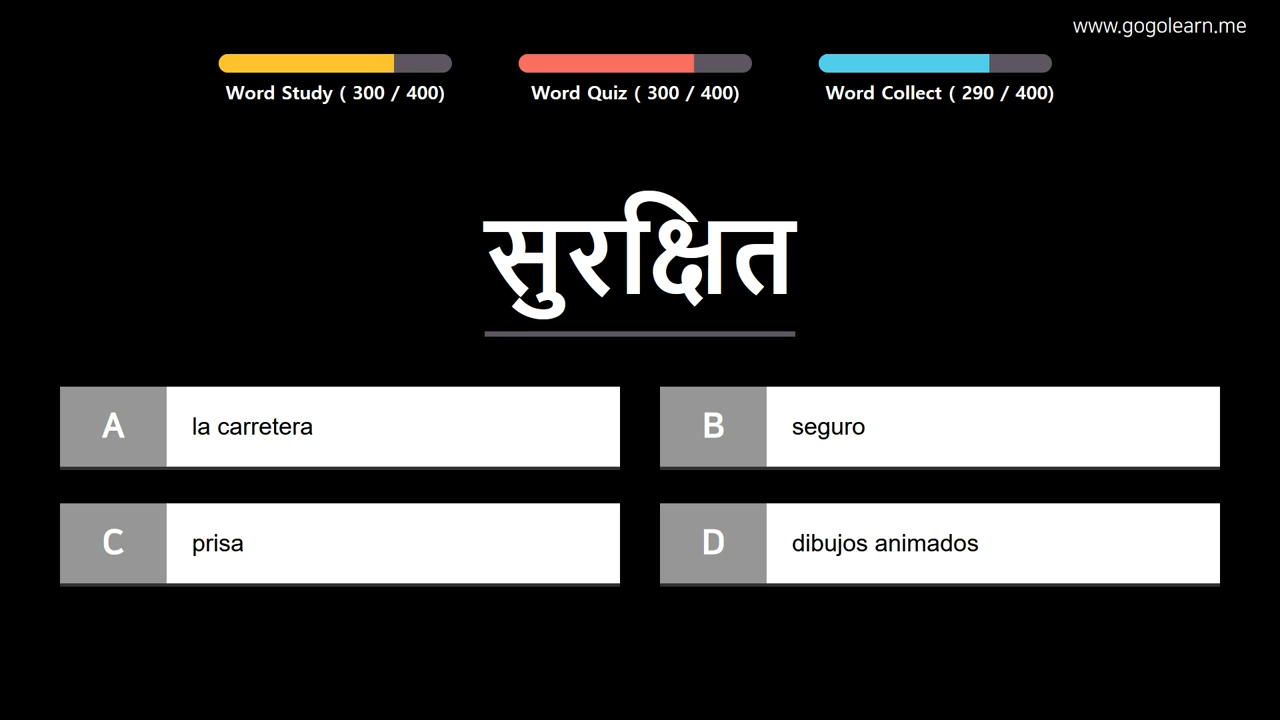 www.gogolearn.me
Word Study ( 300 / 400)
Word Quiz ( 300 / 400)
Word Collect ( 290 / 400)
सुरक्षित
A la carretera
B seguro
C prisa
D dibujos animados